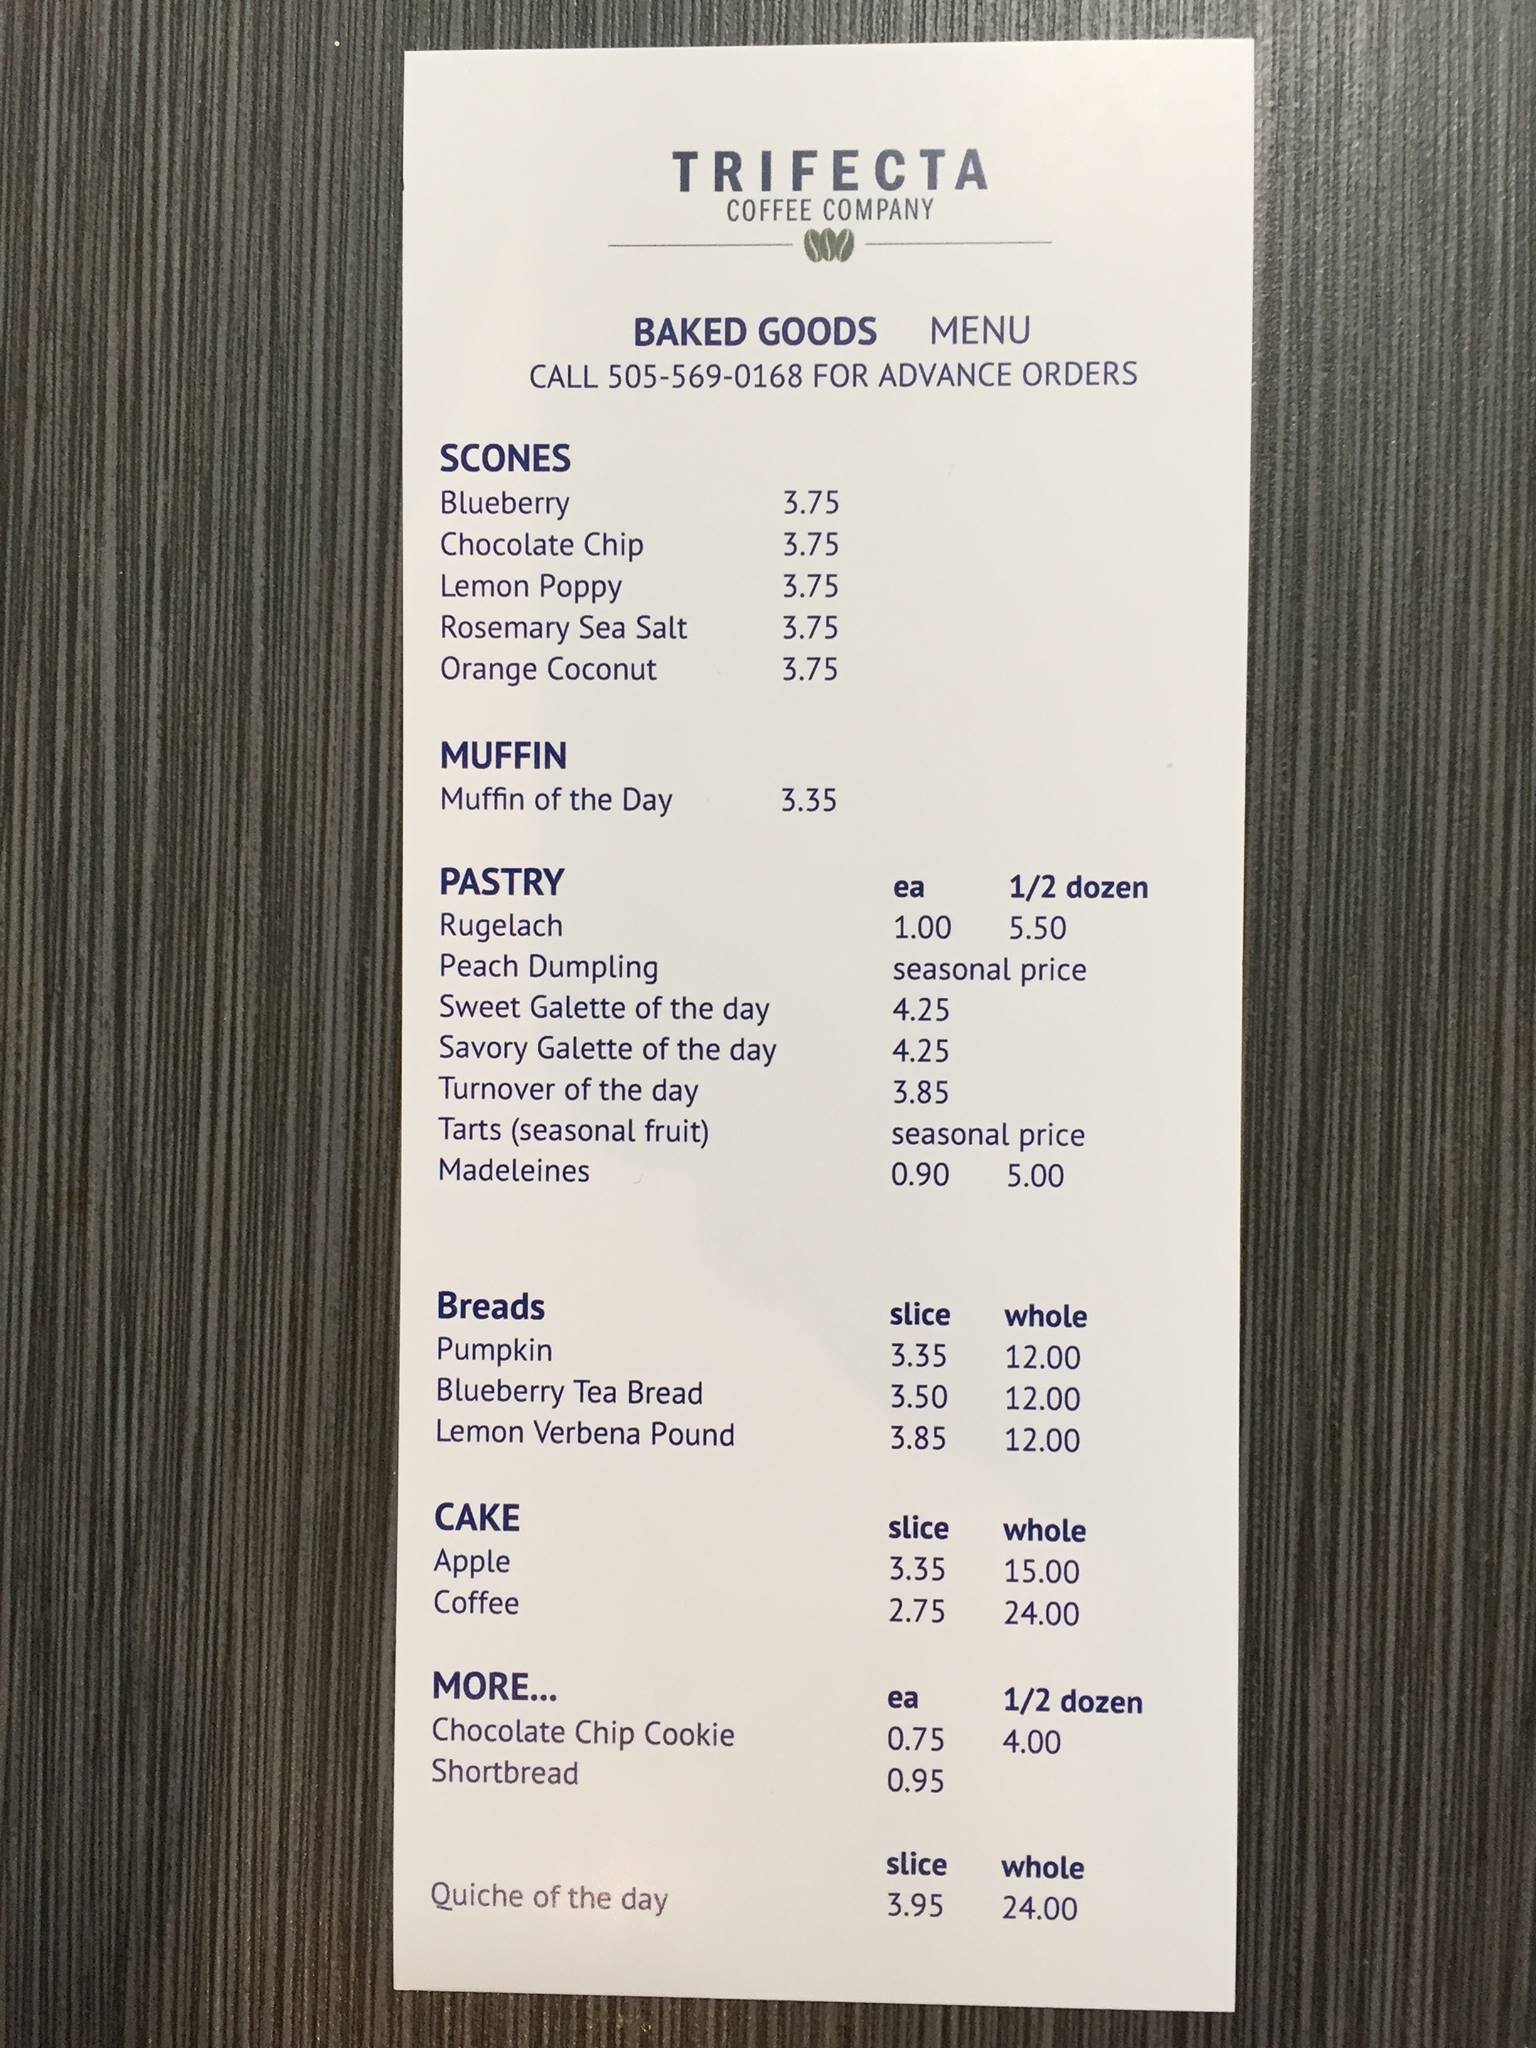 TRIFECTA
COFFEE COMPANY
BAKED GOODS MENU
CALL 505-569-0168 FOR ADVANCE ORDERS
SCONES
Blueberry 3.75
Chocolate Chip 3.75
Lemon Poppy 3.75
Rosemary Sea Salt 3.75
Orange Coconut 3.75
MUFFIN
Muffin of the Day 3.35
PASTRY ea 1/2 dozen
Rugelach 1.00 5.50
Peach Dumpling seasonal price
Sweet Galette of the day 4.25
Savory Galette of the day 4.25
Turnover of the day 3.85
Tarts (seasonal fruit) seasonal price
Madeleines 0.90 5.00
Breads slice whole
Pumpkin 3.35 12.00
Blueberry Tea Bread 3.50 12.00
Lemon Verbena Pound 3.85 12.00
CAKE slice whole
Apple 3.35 15.00
Coffee 2.75 24.00
MORE... ea 1/2 dozen
Chocolate Chip Cookie 0.75 4.00
Shortbread 0.95
slice whole
Quiche of the day 3.95 24.00